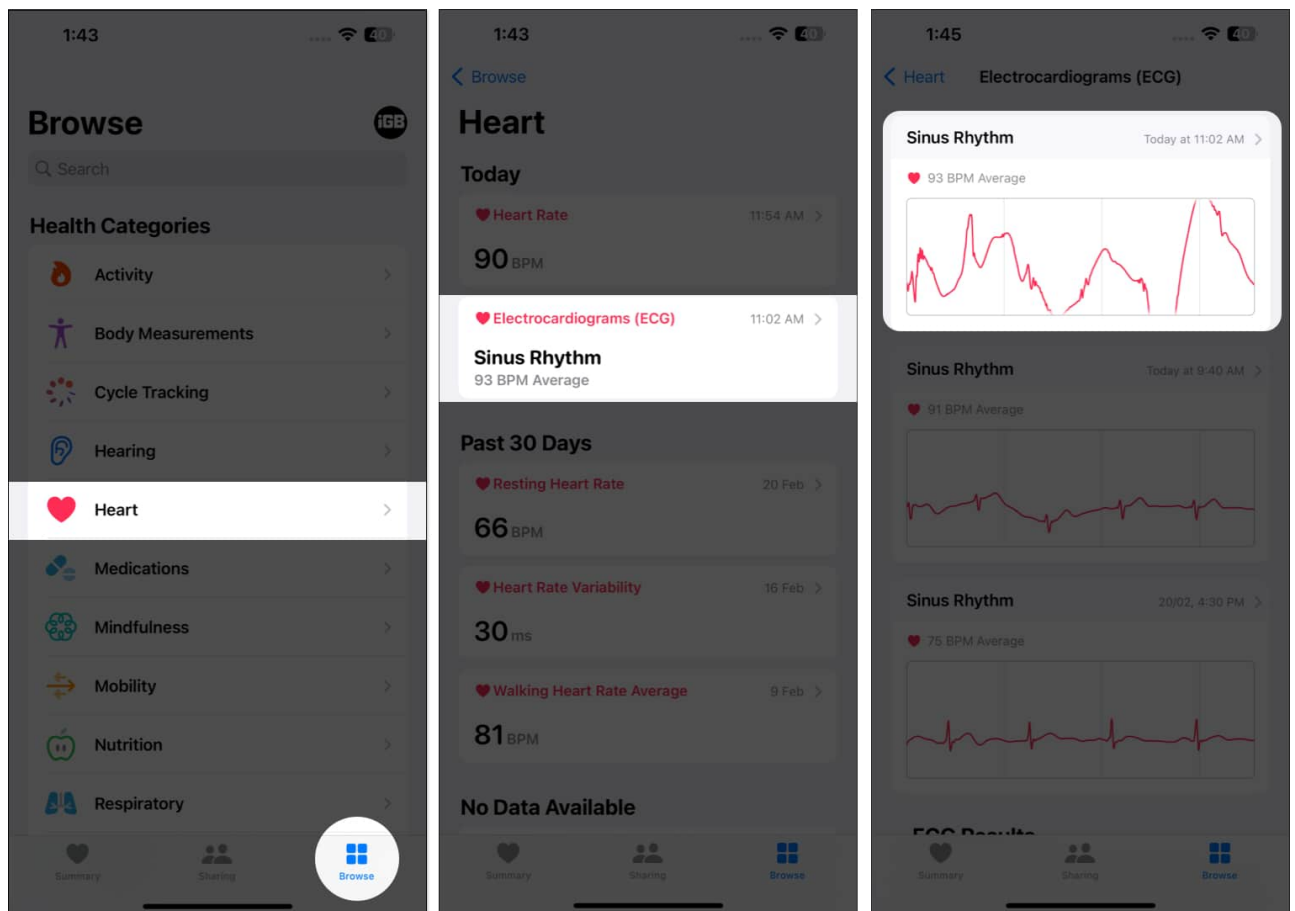 1:43
40
Browse
iGB
Search
Health Categories
Activity
Body Measurements
Cycle Tracking
Hearing
Heart
Medications
Mindfulness
Mobility
Nutrition
Respiratory
Summary
Sharing
Browse
1:43
40
Browse
Heart
Today
Heart Rate 11:54 AM
90 BPM
Electrocardiograms (ECG) 11:02 AM
Sinus Rhythm
93 BPM Average
Past 30 Days
Resting Heart Rate 20 Feb
66 BPM
Heart Rate Variability 16 Feb
30 ms
Walking Heart Rate Average 9 Feb
81 BPM
No Data Available
Summary
Sharing
Browse
1:45
40
Heart Electrocardiograms (ECG)
Sinus Rhythm Today at 11:02 AM
93 BPM Average
Sinus Rhythm Today at 9:40 AM
91 BPM Average
Sinus Rhythm 20/02, 4:30 PM
75 BPM Average
ECG Results
Summary
Sharing
Browse